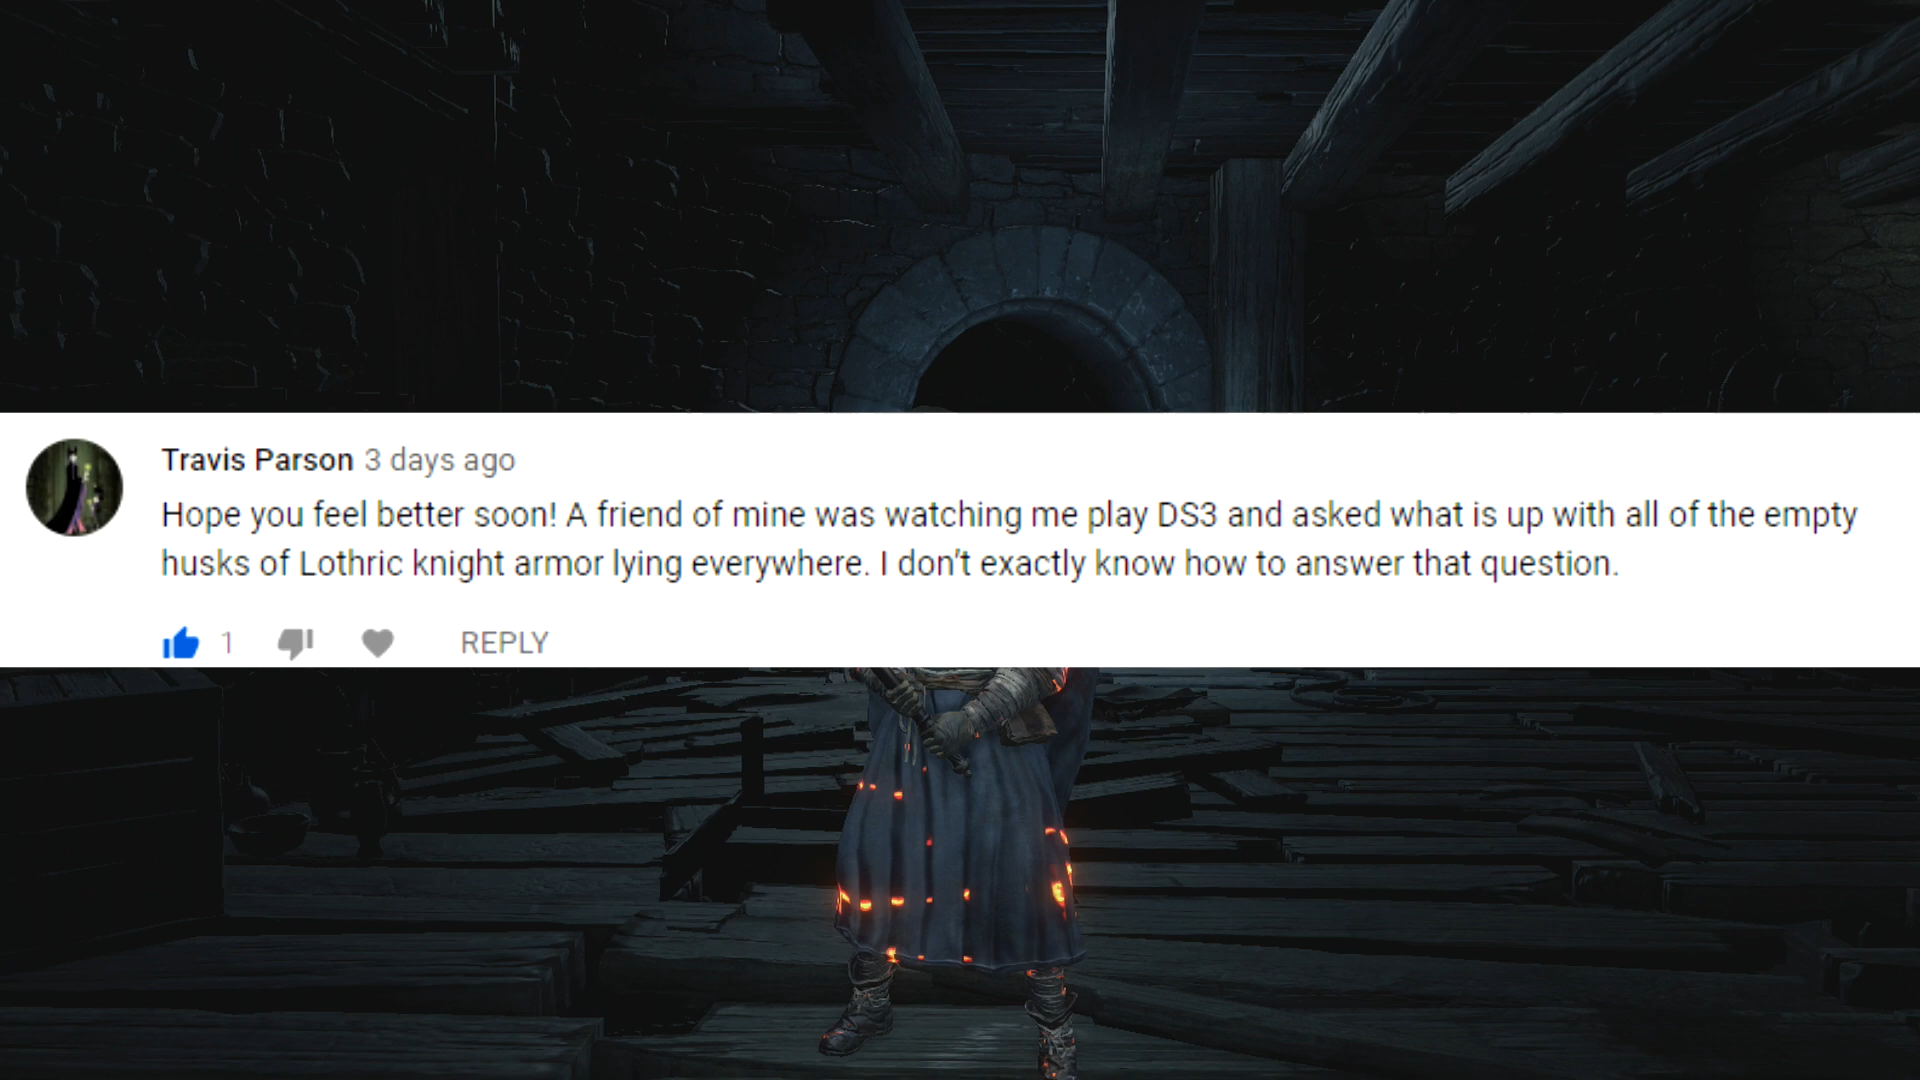 Travis Parson 3 days ago
Hope you feel better soon! A friend of mine was watching me play DS3 and asked what is up with all of the empty
husks of Lothric knight armor lying everywhere. I don't exactly know how to answer that question.
1 REPLY